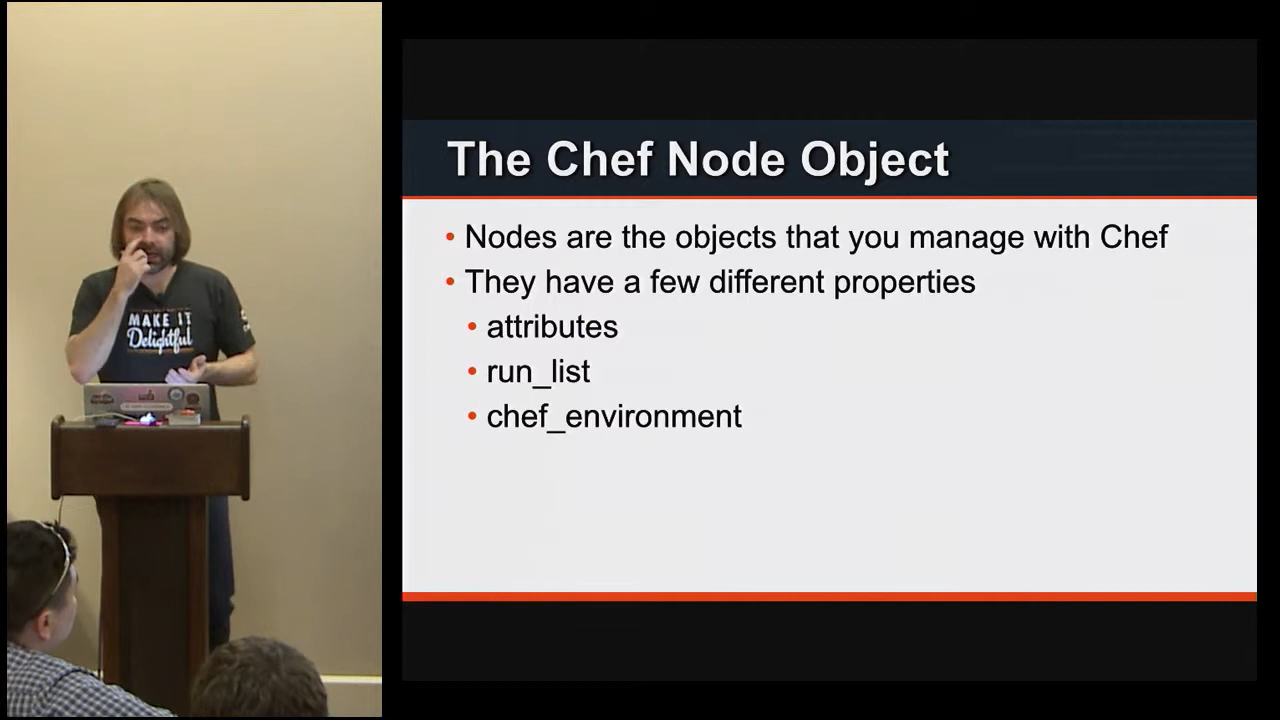 MAKE IT
Delightful
The Chef Node Object
• Nodes are the objects that you manage with Chef
• They have a few different properties
• attributes
• run_list
• chef_environment